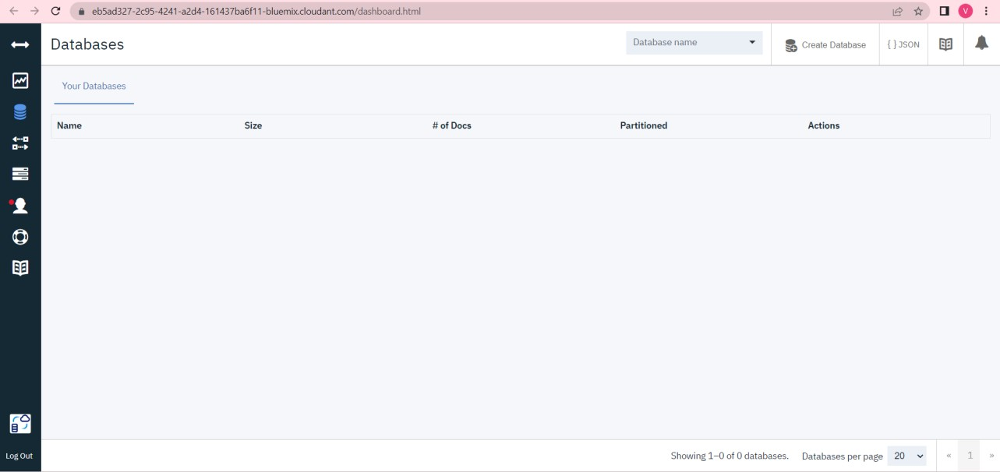 eb5ad327-2c95-4241-a2d4-161437ba6f11-bluemix.cloudant.com/dashboard.html
V
Databases
Database name
Create Database
{ } JSON
Your Databases
Name Size # of Docs Partitioned Actions
Log Out
Showing 1–0 of 0 databases. Databases per page 20 « 1 »